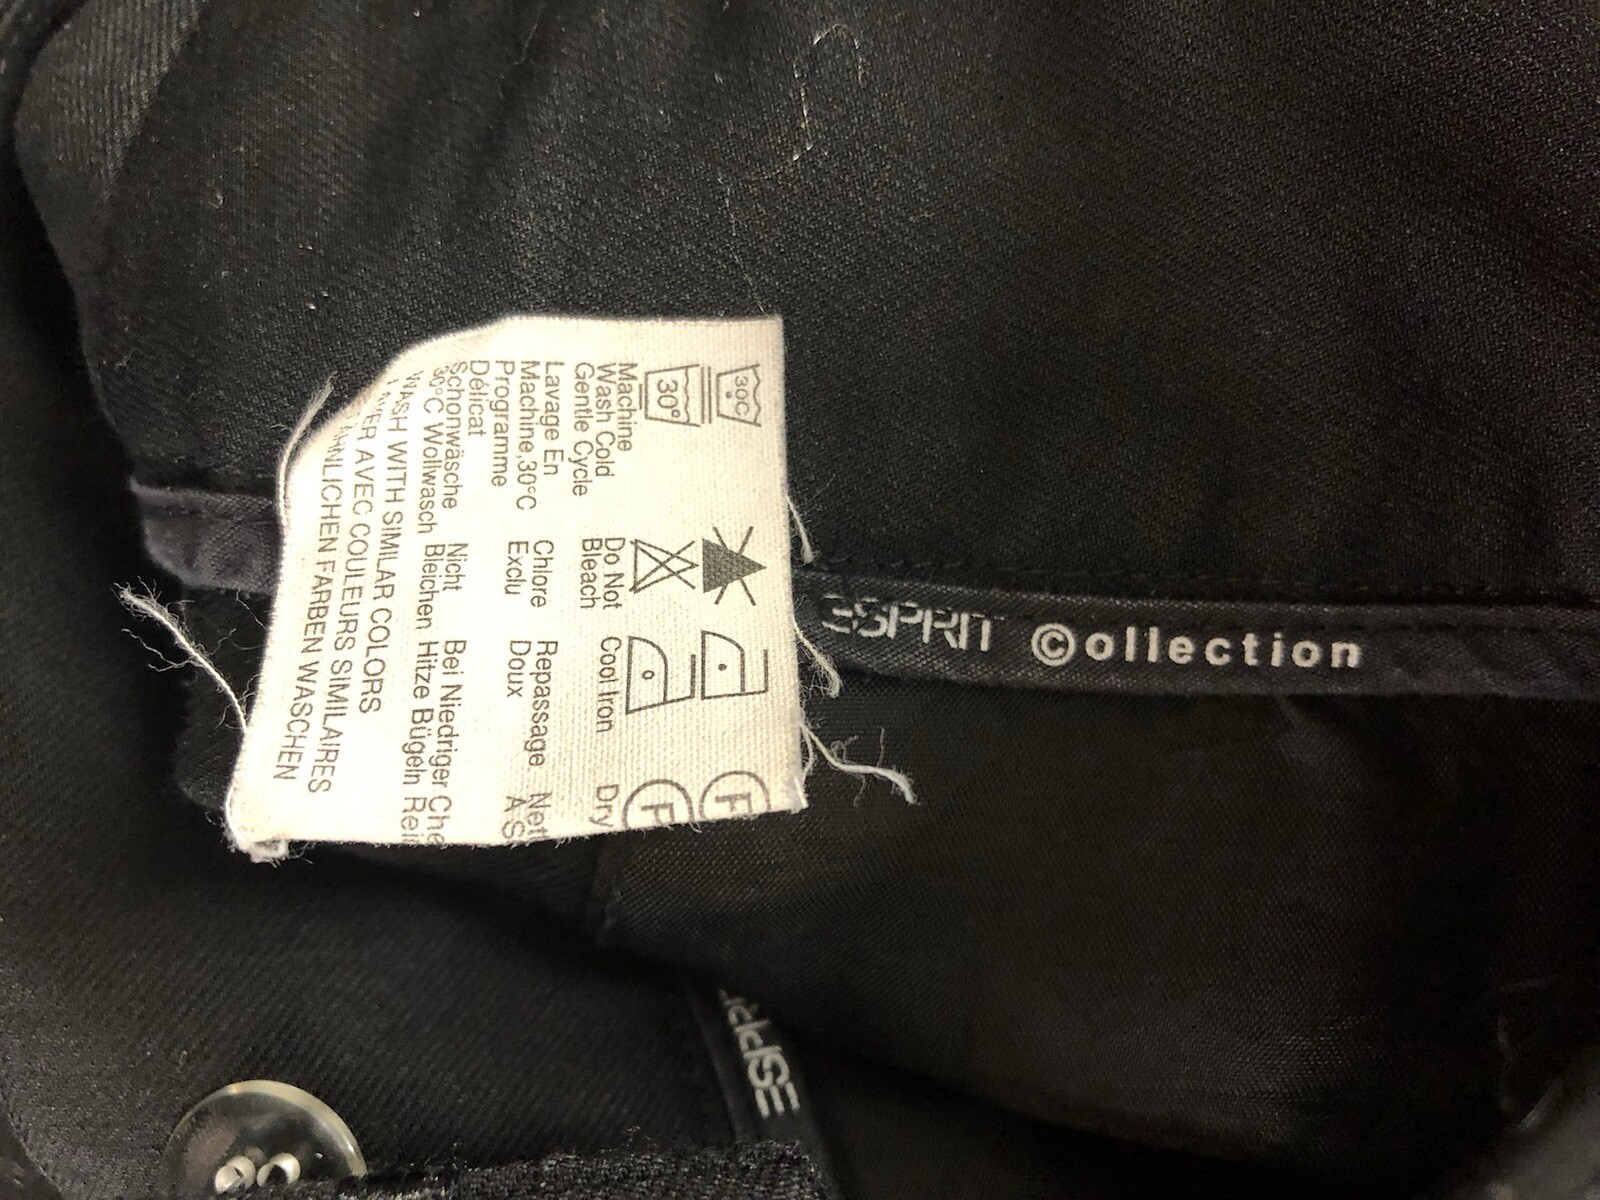 30C
30°
F
F
Machine
Wash Cold
Gentle Cycle
Do Not
Bleach
Cool Iron
Dry
Lavage En
Machine,30°C
Programme
Délicat
Chlore
Exclu
Repassage
Doux
Schonwäsche
30°C Wollwasch
Nicht
Bleichen
Bei Niedriger
Hitze Bügeln
WASH WITH SIMILAR COLORS
AVEC COULEURS SIMILAIRES
FARBEN WASCHEN
ESPRIT ©ollection